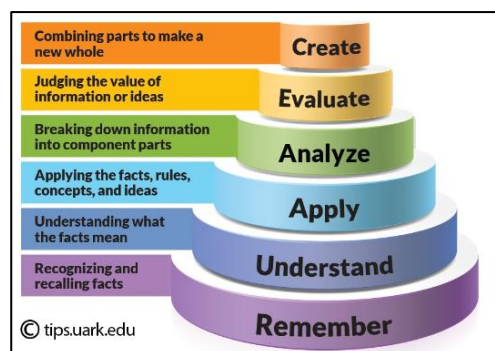 Combining parts to make a
new whole
Create
Judging the value of
information or ideas
Evaluate
Breaking down information
into component parts
Analyze
Applying the facts, rules,
concepts, and ideas
Apply
Understanding what
the facts mean
Understand
Recognizing and
recalling facts
Remember
© tips.uark.edu